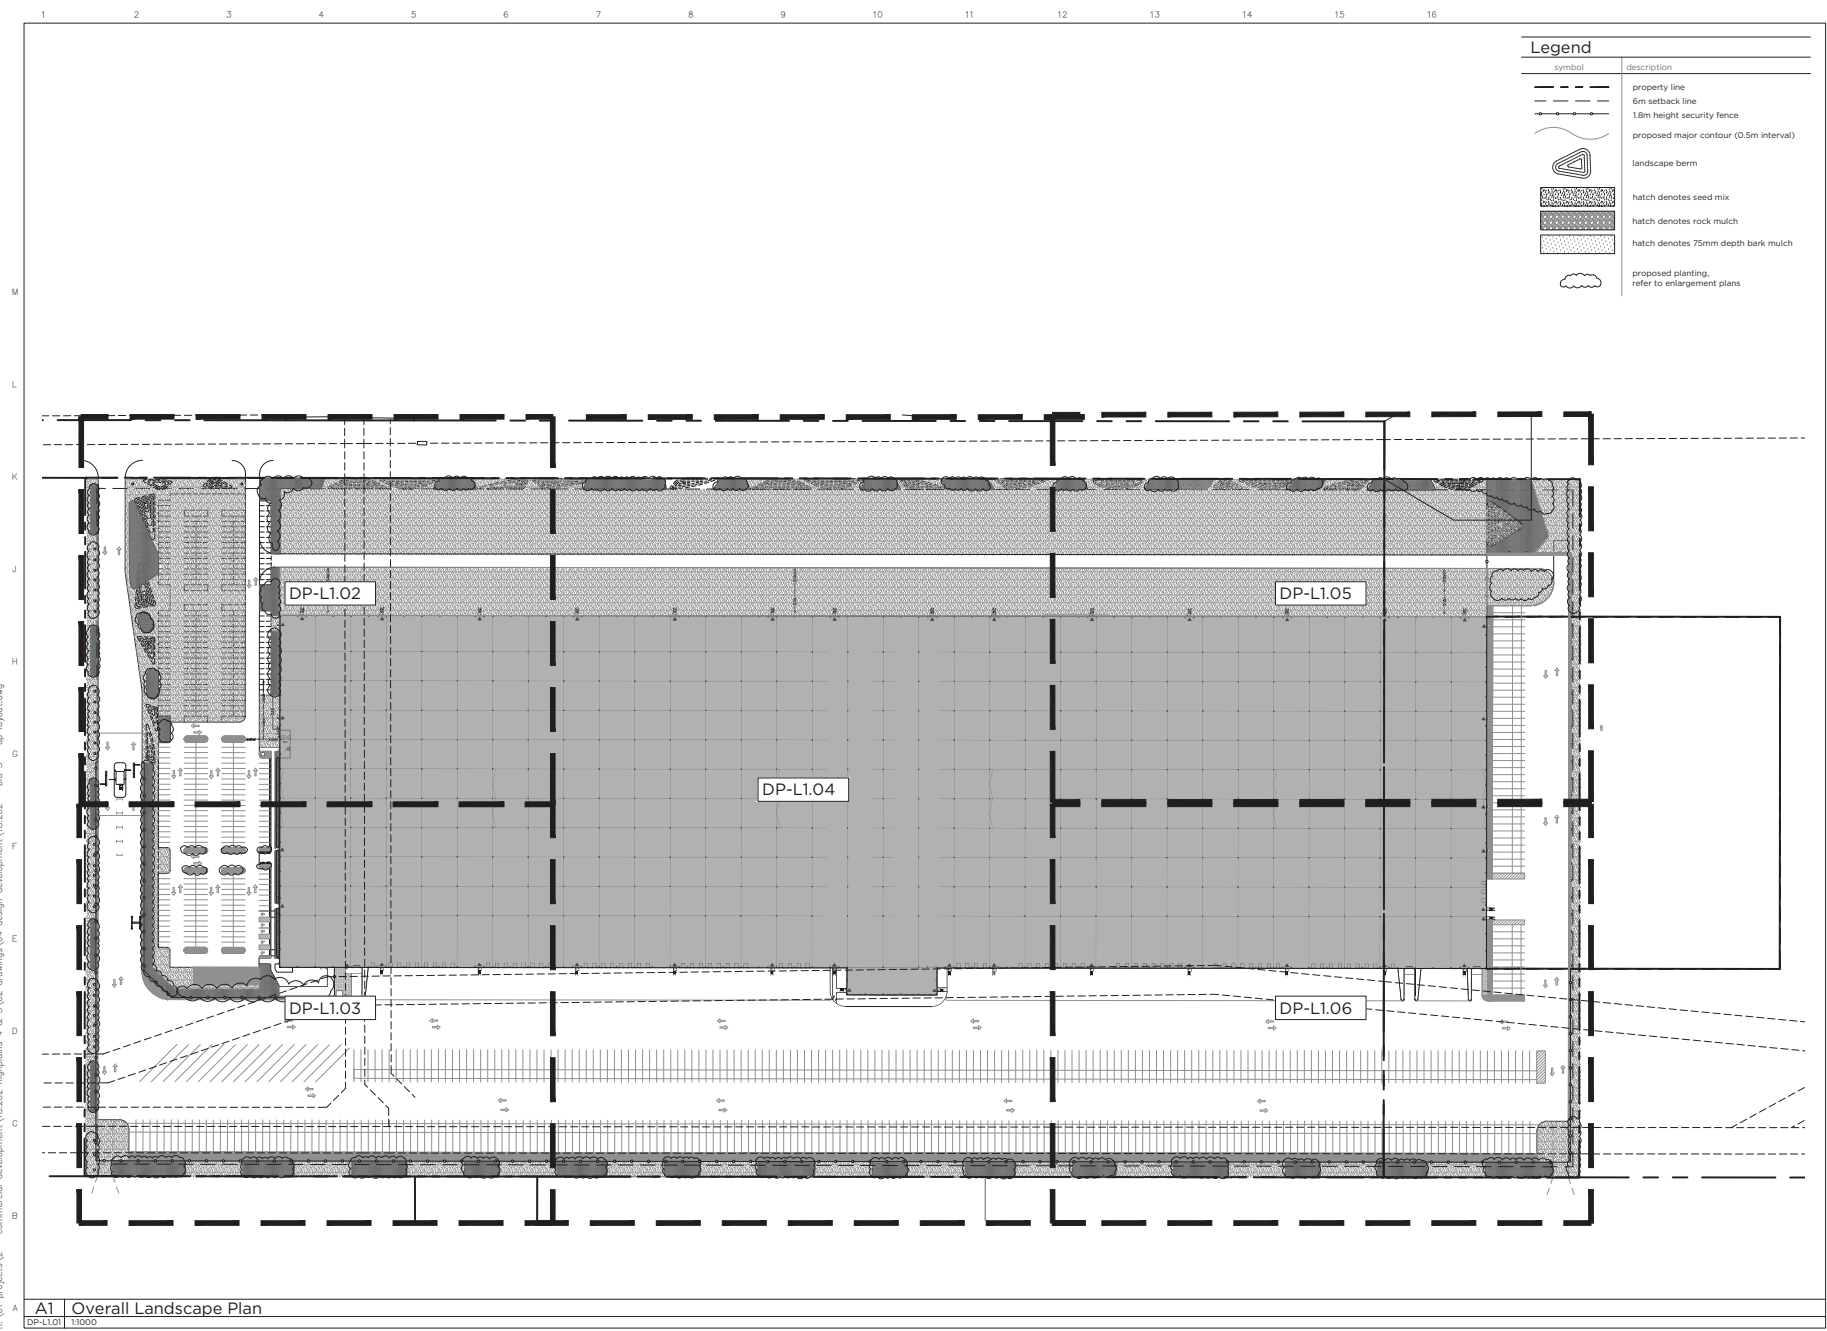 1 2 3 4 5 6 7 8 9 10 11 12 13 14 15 16
Legend
symbol description
property line
6m setback line
1.8m height security fence
proposed major contour (0.5m interval)
landscape berm
hatch denotes seed mix
hatch denotes rock mulch
hatch denotes 75mm depth bark mulch
proposed planting,
refer to enlargement plans
M
L
K
J
H
G
F
E
D
C
B
A
DP-L1.02
DP-L1.05
DP-L1.04
DP-L1.03
DP-L1.06
A1 Overall Landscape Plan
DP-L1.01 1:1000